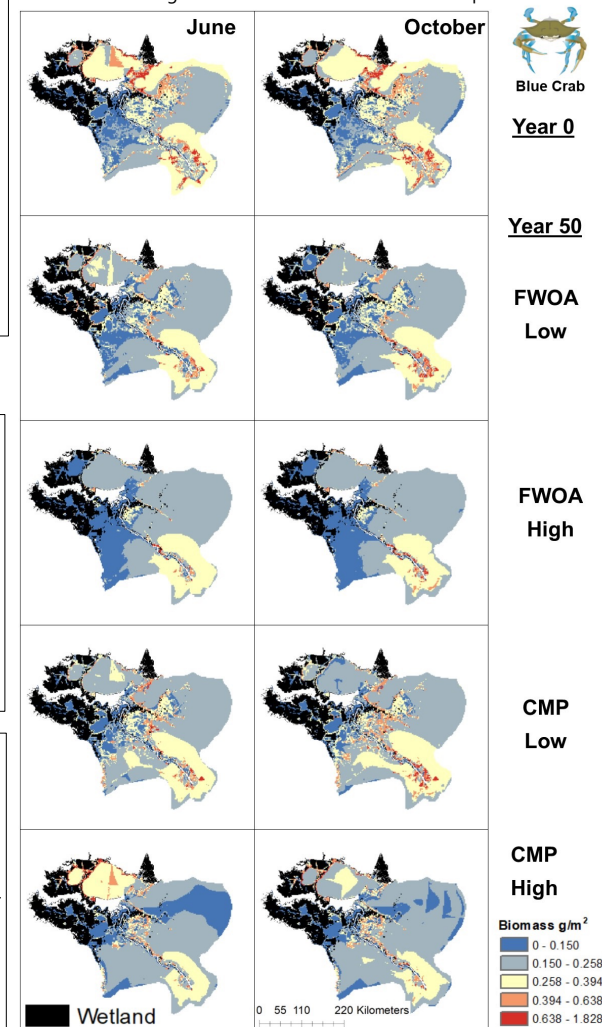 June
October
Blue Crab
Year 0
Year 50
FWOA
Low
FWOA
High
CMP
Low
CMP
High
Biomass g/m²
0 - 0.150
0.150 - 0.258
0.258 - 0.394
0.394 - 0.638
0.638 - 1.828
Wetland
0 55 110 220 Kilometers